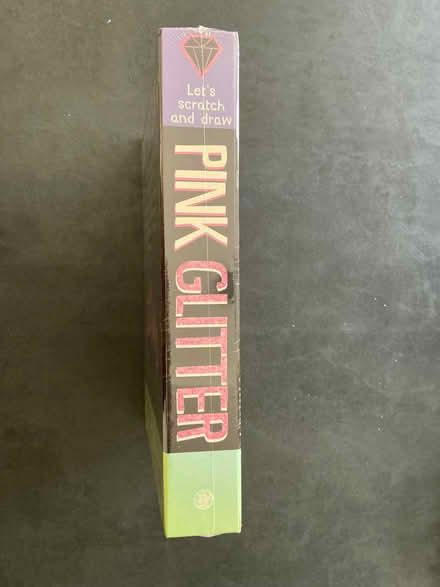 Let's
scratch
and draw
PINK GLITTER